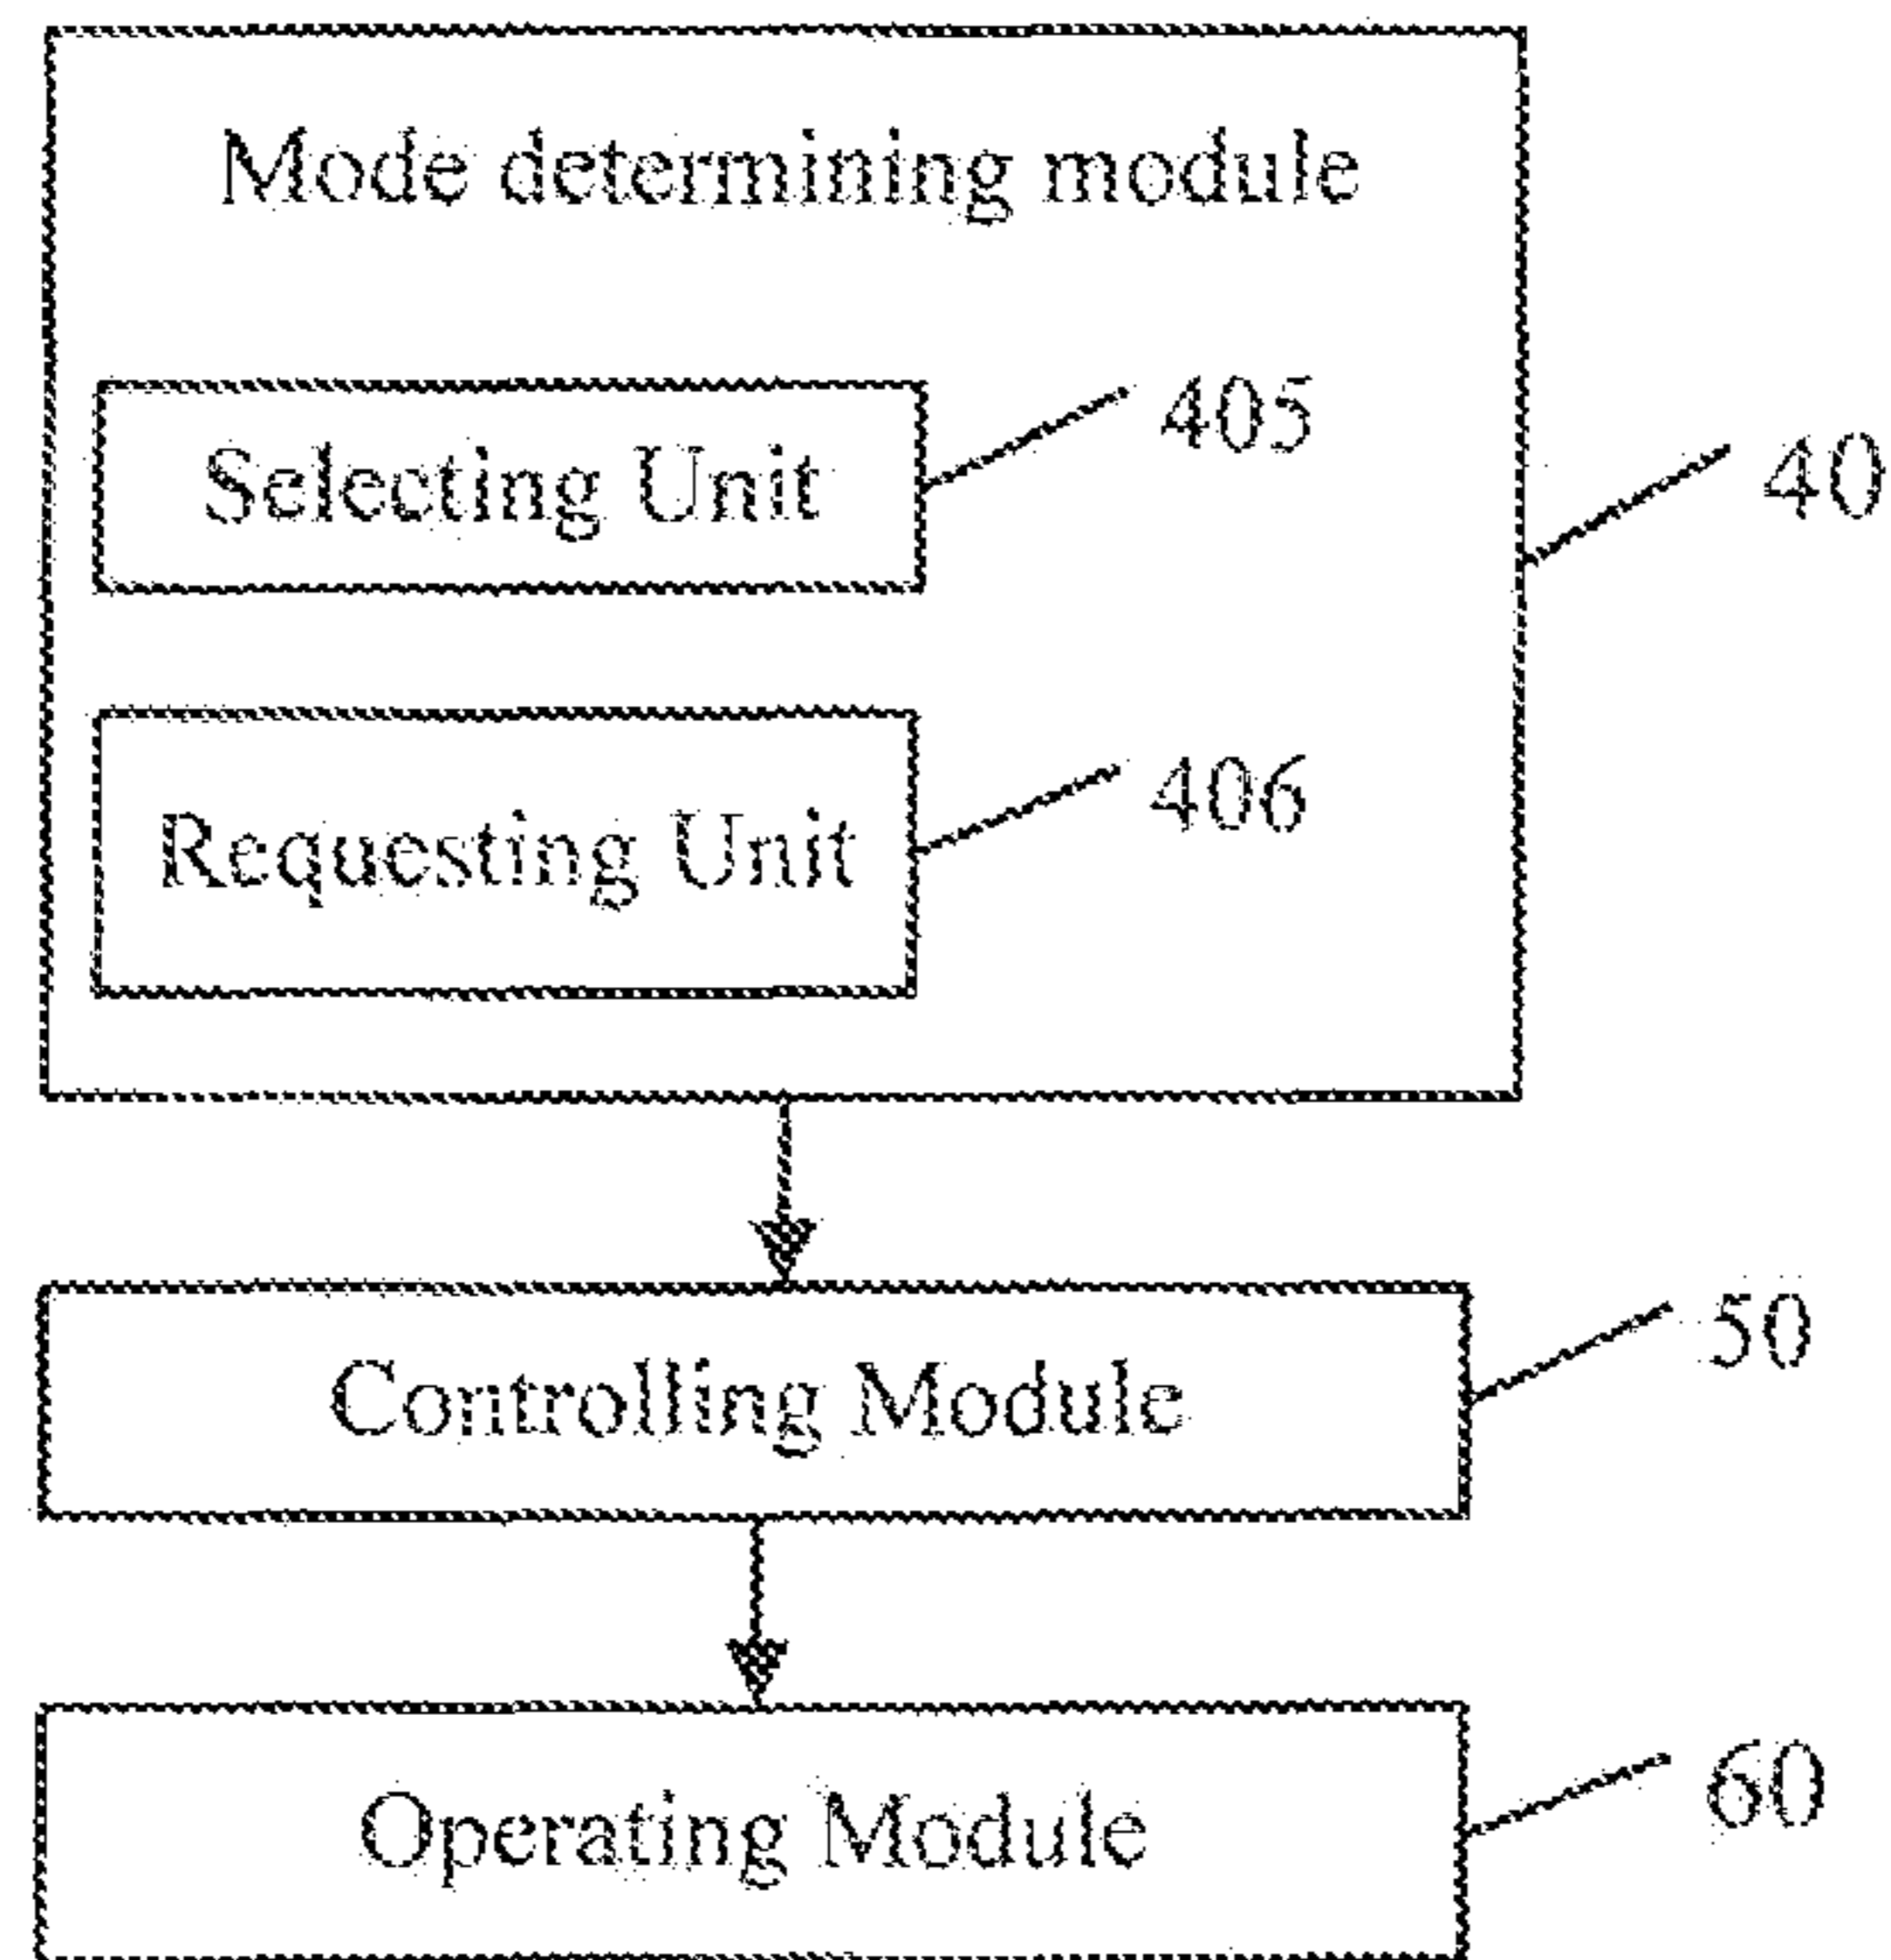 Mode determining module
Selecting Unit
405
40
Requesting Unit
406
Controlling Module
50
Operating Module
60